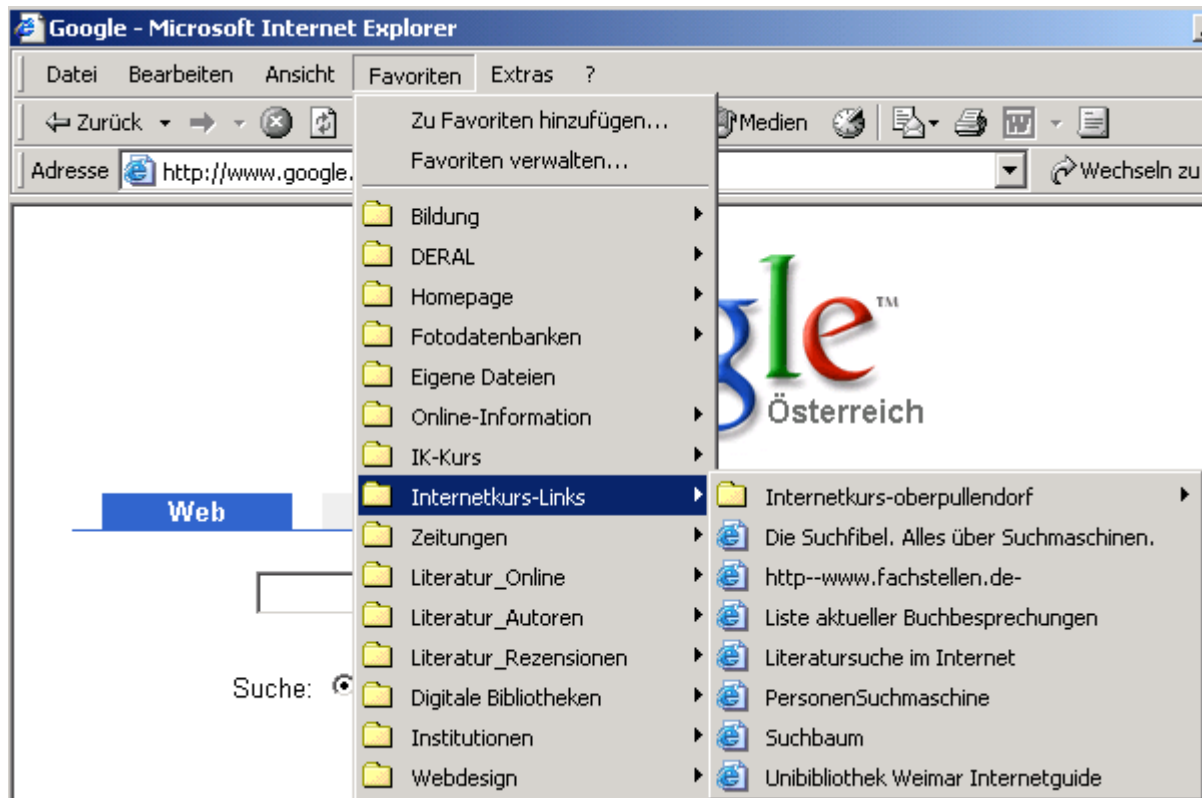 Google - Microsoft Internet Explorer
Datei Bearbeiten Ansicht Favoriten Extras ?
Zurück Medien
Adresse http://www.google. Wechseln zu
Zu Favoriten hinzufügen...
Favoriten verwalten...
Bildung
DERAL
Homepage
Fotodatenbanken
Eigene Dateien
Online-Information
IK-Kurs
Internetkurs-Links
Zeitungen
Literatur_Online
Literatur_Autoren
Literatur_Rezensionen
Digitale Bibliotheken
Institutionen
Webdesign
Internetkurs-oberpullendorf
Die Suchfibel. Alles über Suchmaschinen.
http--www.fachstellen.de-
Liste aktueller Buchbesprechungen
Literatursuche im Internet
PersonenSuchmaschine
Suchbaum
Unibibliothek Weimar Internetguide
gle™
Österreich
Web
Suche: